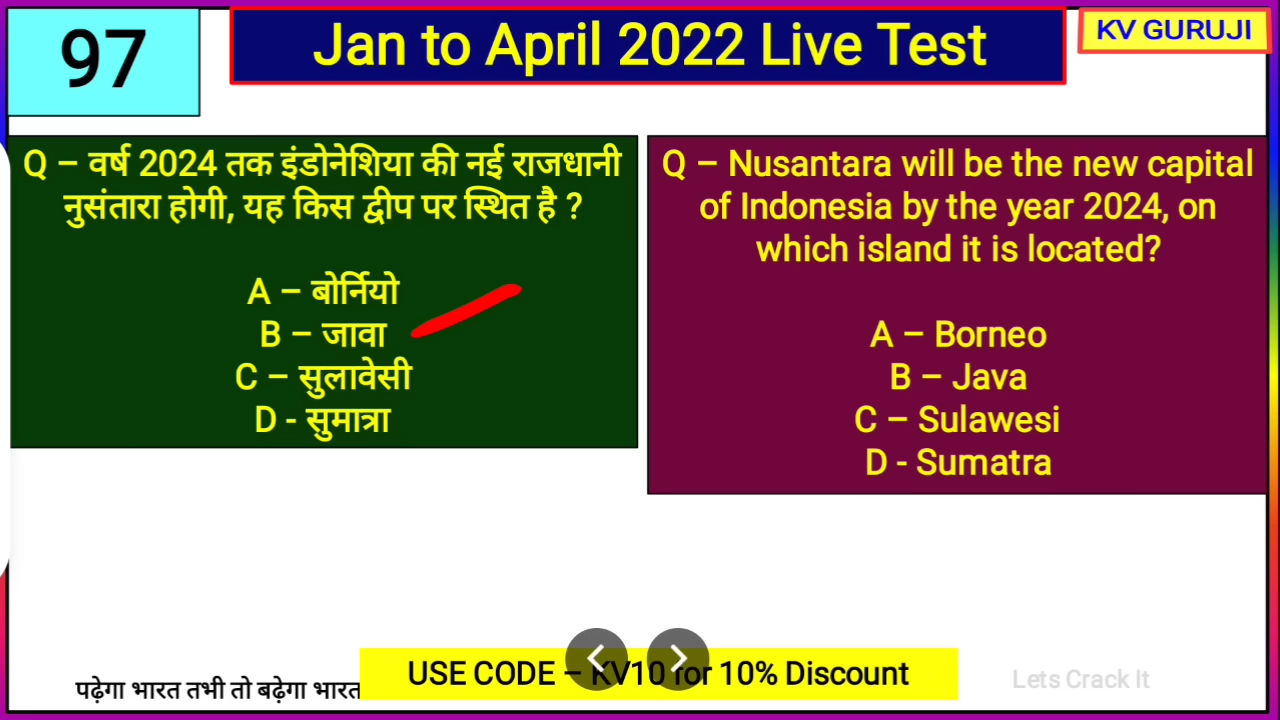 97
Jan to April 2022 Live Test
KV GURUJI
Q – वर्ष 2024 तक इंडोनेशिया की नई राजधानी
नुसंतारा होगी, यह किस द्वीप पर स्थित है ?
A – बोर्नियो
B – जावा
C – सुलावेसी
D - सुमात्रा
Q – Nusantara will be the new capital
of Indonesia by the year 2024, on
which island it is located?
A – Borneo
B – Java
C – Sulawesi
D - Sumatra
पढ़ेगा भारत तभी तो बढ़ेगा भारत
USE CODE – KV10 for 10% Discount
Lets Crack It